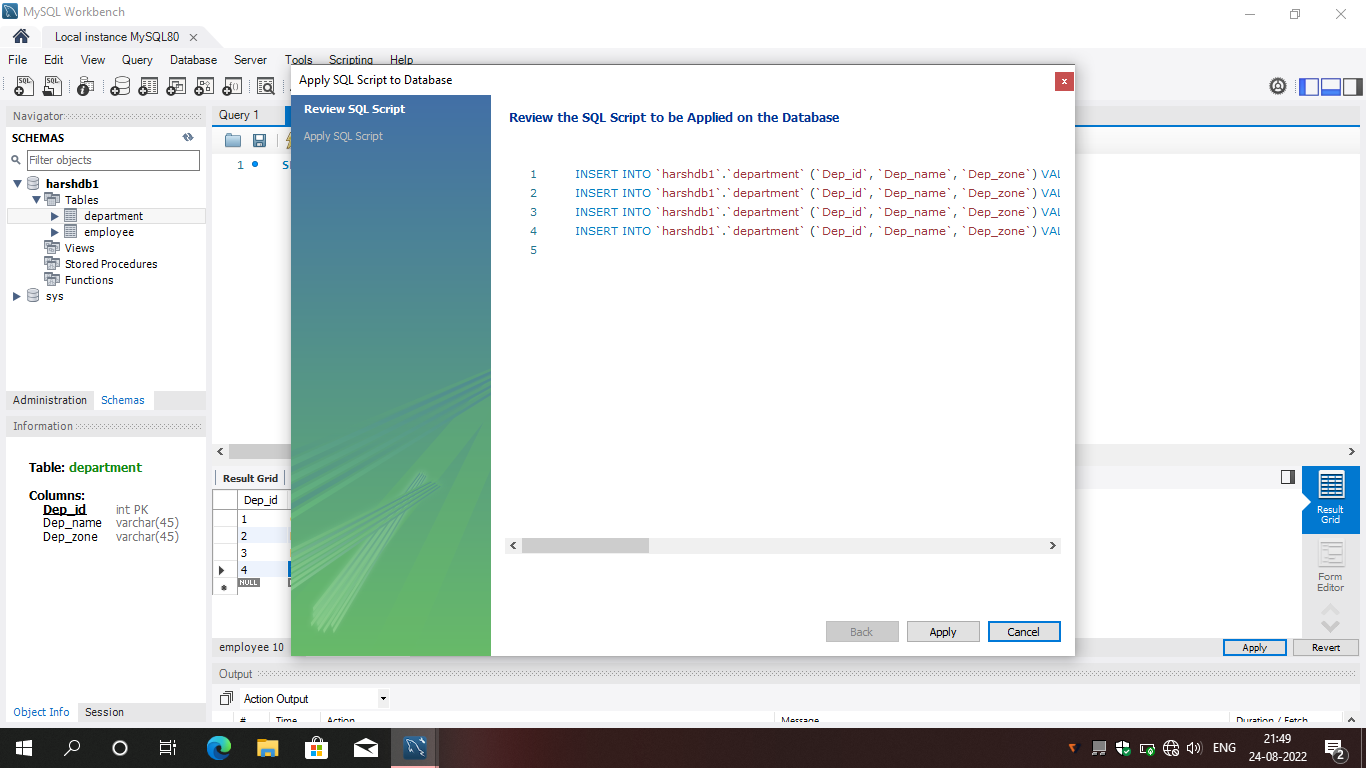 MySQL Workbench
Local instance MySQL80
File Edit View Query Database Server Tools Scripting Help
Navigator
SCHEMAS
Filter objects
harshdb1
Tables
department
employee
Views
Stored Procedures
Functions
sys
Administration Schemas
Information
Table: department
Columns:
Dep_id int PK
Dep_name varchar(45)
Dep_zone varchar(45)
Object Info Session
Query 1
1
Apply SQL Script to Database
Review SQL Script
Apply SQL Script
Review the SQL Script to be Applied on the Database
1 INSERT INTO `harshdb1`.`department` (`Dep_id`, `Dep_name`, `Dep_zone`) VAL
2 INSERT INTO `harshdb1`.`department` (`Dep_id`, `Dep_name`, `Dep_zone`) VAL
3 INSERT INTO `harshdb1`.`department` (`Dep_id`, `Dep_name`, `Dep_zone`) VAL
4 INSERT INTO `harshdb1`.`department` (`Dep_id`, `Dep_name`, `Dep_zone`) VAL
5
Back Apply Cancel
Result Grid
Dep_id
1
2
3
4
NULL
Result
Grid
Form
Editor
employee 10
Apply Revert
Output
Action Output
# Time Action Message Duration / Fetch
ENG
21:49
24-08-2022
2